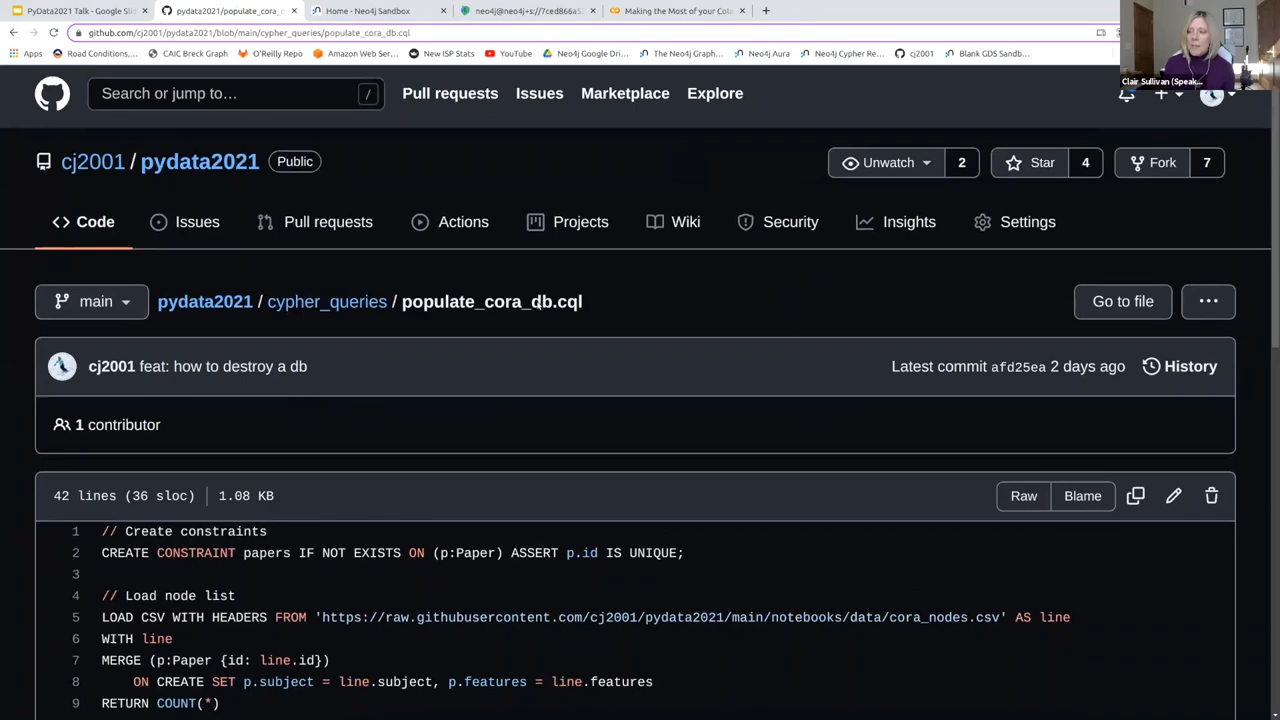 PyData2021 Talk - Google Slid
pydata2021/populate_cora_d
Home - Neo4j Sandbox
neo4j@neo4j+s://7ced866a5
Making the Most of your Col
github.com/cj2001/pydata2021/blob/main/cypher_queries/populate_cora_db.cql
Apps
Road Conditions,...
CAIC Breck Graph
O'Reilly Repo
Amazon Web Ser...
New ISP Stats
YouTube
Neo4j Google Dri...
The Neo4j Graph...
Neo4j Aura
Neo4j Cypher Re...
cj2001
Blank GDS Sandb...
Clair Sullivan (Speak...
Search or jump to…
/
Pull requests
Issues
Marketplace
Explore
cj2001 / pydata2021
Public
Unwatch
2
Star
4
Fork
7
<> Code
Issues
Pull requests
Actions
Projects
Wiki
Security
Insights
Settings
main
pydata2021 / cypher_queries / populate_cora_db.cql
Go to file
cj2001 feat: how to destroy a db
Latest commit afd25ea 2 days ago
History
1 contributor
42 lines (36 sloc)
1.08 KB
Raw
Blame
1 // Create constraints
2 CREATE CONSTRAINT papers IF NOT EXISTS ON (p:Paper) ASSERT p.id IS UNIQUE;
3
4 // Load node list
5 LOAD CSV WITH HEADERS FROM 'https://raw.githubusercontent.com/cj2001/pydata2021/main/notebooks/data/cora_nodes.csv' AS line
6 WITH line
7 MERGE (p:Paper {id: line.id})
8 ON CREATE SET p.subject = line.subject, p.features = line.features
9 RETURN COUNT(*)